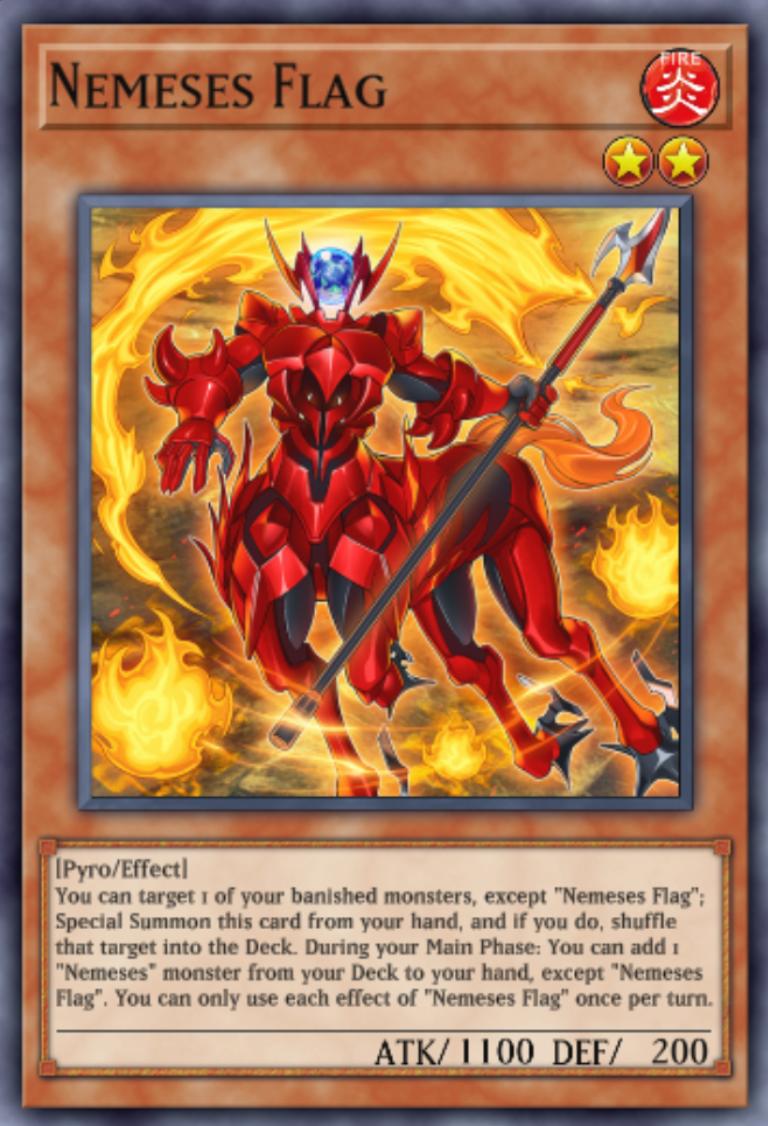 NEMESES FLAG
FIRE
炎
[Pyro/Effect]
You can target 1 of your banished monsters, except "Nemeses Flag";
Special Summon this card from your hand, and if you do, shuffle
that target into the Deck. During your Main Phase: You can add 1
"Nemeses" monster from your Deck to your hand, except "Nemeses
Flag". You can only use each effect of "Nemeses Flag" once per turn.
ATK/ 1100 DEF/ 200